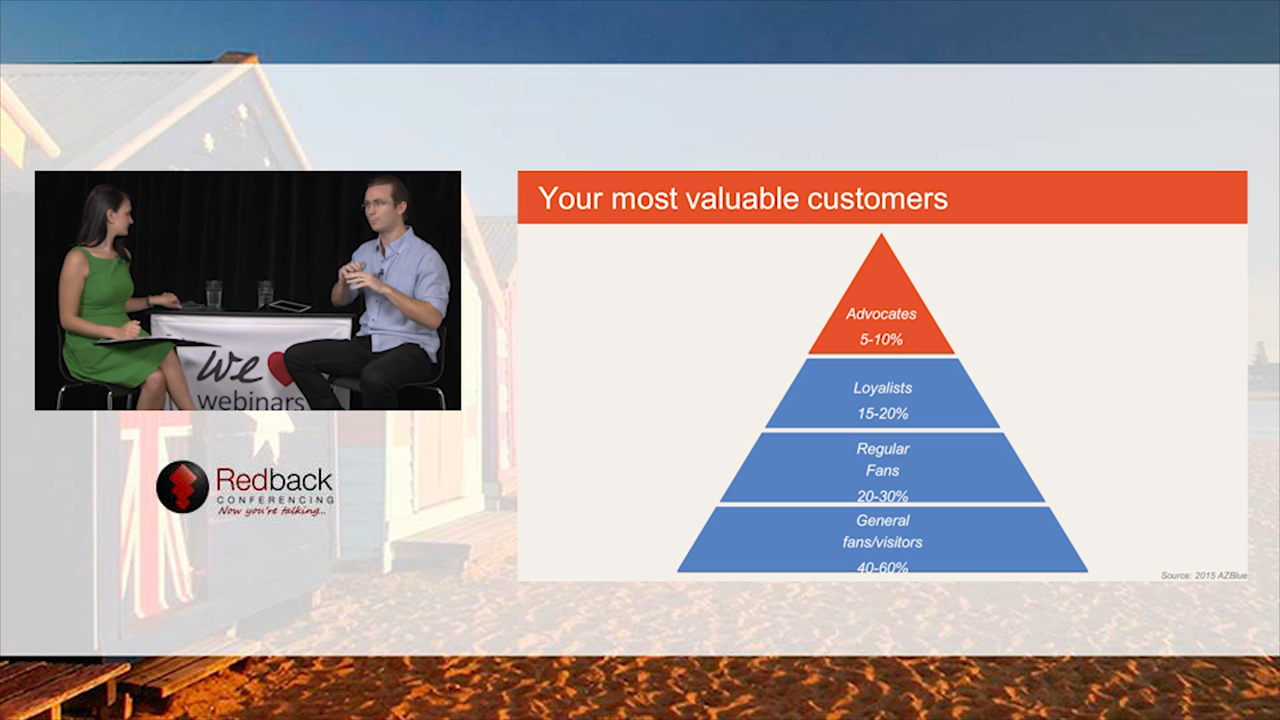 we
webinars
Redback
CONFERENCING
Now you're talking...
Your most valuable customers
Advocates
5-10%
Loyalists
15-20%
Regular
Fans
20-30%
General
fans/visitors
40-60%
Source: 2015 AZBlue